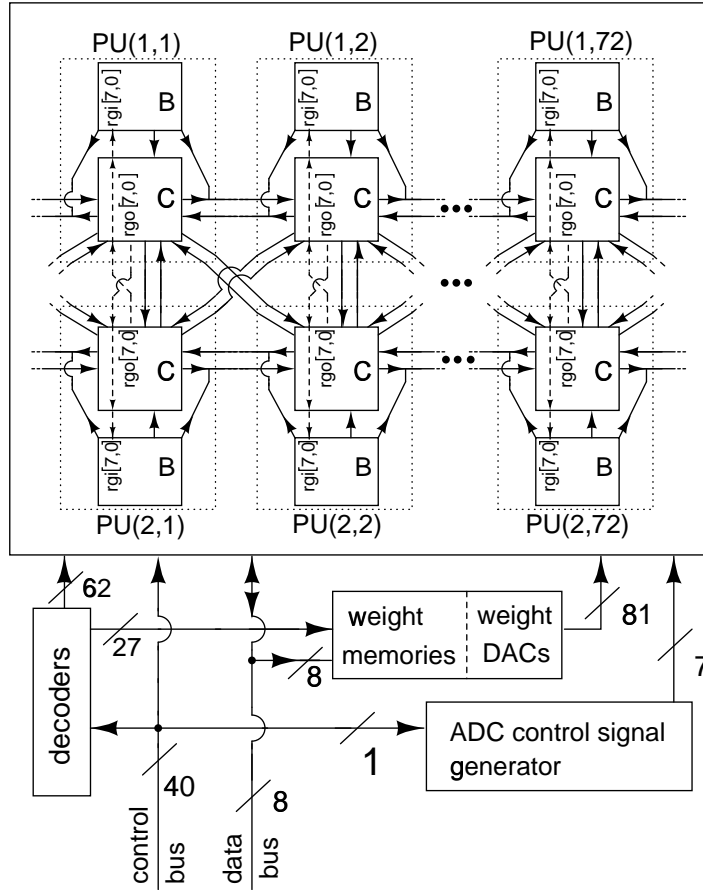 PU(1,1) PU(1,2) PU(1,72)
rgi[7,0] B rgi[7,0] B rgi[7,0] B
rgo[7,0] C rgo[7,0] C rgo[7,0] C
•••
•••
rgo[7,0] C rgo[7,0] C rgo[7,0] C
•••
rgi[7,0] B rgi[7,0] B rgi[7,0] B
PU(2,1) PU(2,2) PU(2,72)
62
27
8
81
7
decoders
weight memories
weight DACs
1
ADC control signal
generator
40
8
control
bus
data
bus